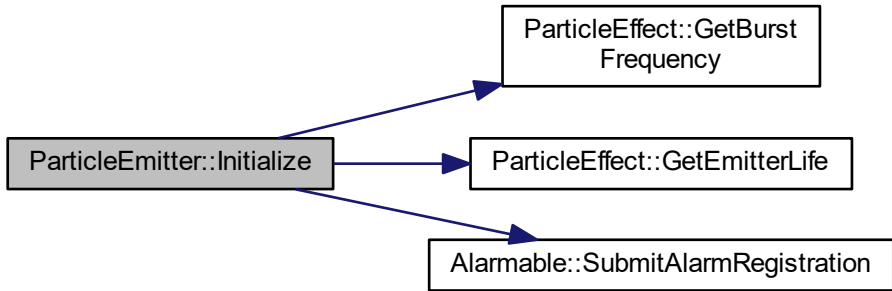 ParticleEffect::GetBurst
Frequency
ParticleEmitter::Initialize
ParticleEffect::GetEmitterLife
Alarmable::SubmitAlarmRegistration